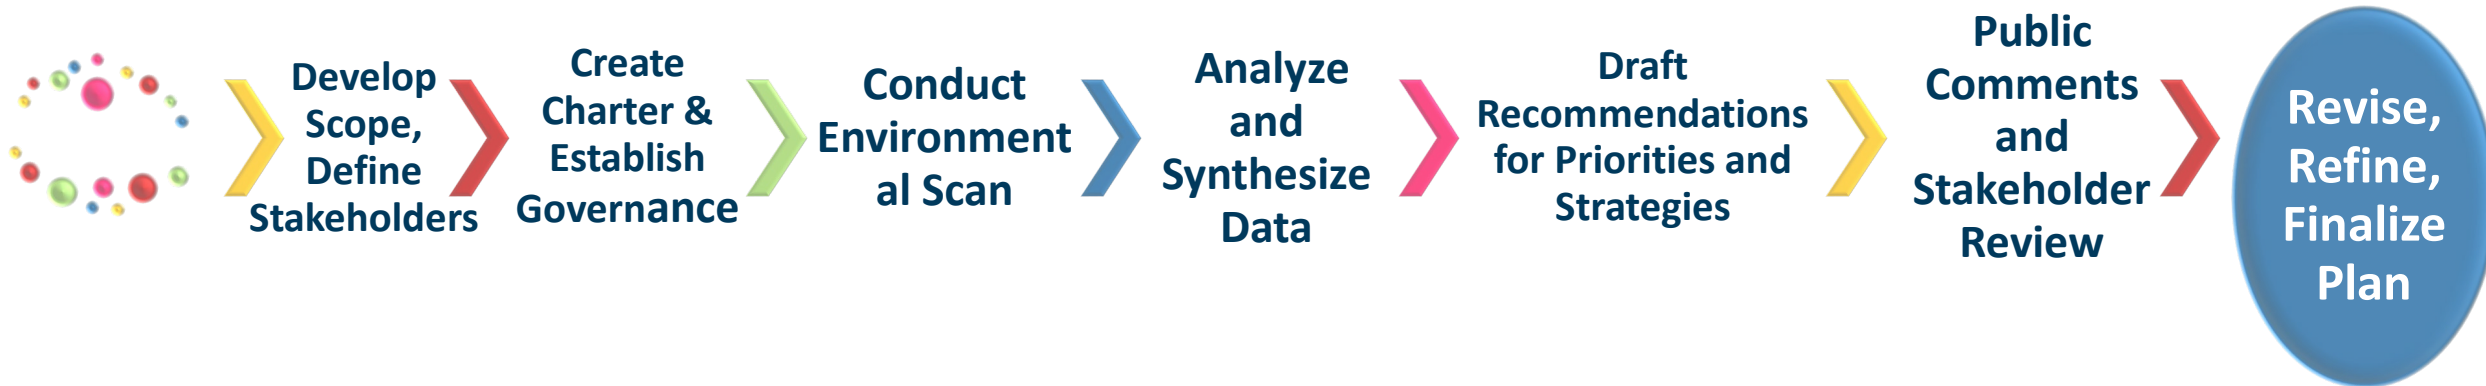 Develop
Scope,
Define
Stakeholders
Create
Charter &
Establish
Governance
Conduct
Environment
al Scan
Analyze
and
Synthesize
Data
Draft
Recommendations
for Priorities and
Strategies
Public
Comments
and
Stakeholder
Review
Revise,
Refine,
Finalize
Plan